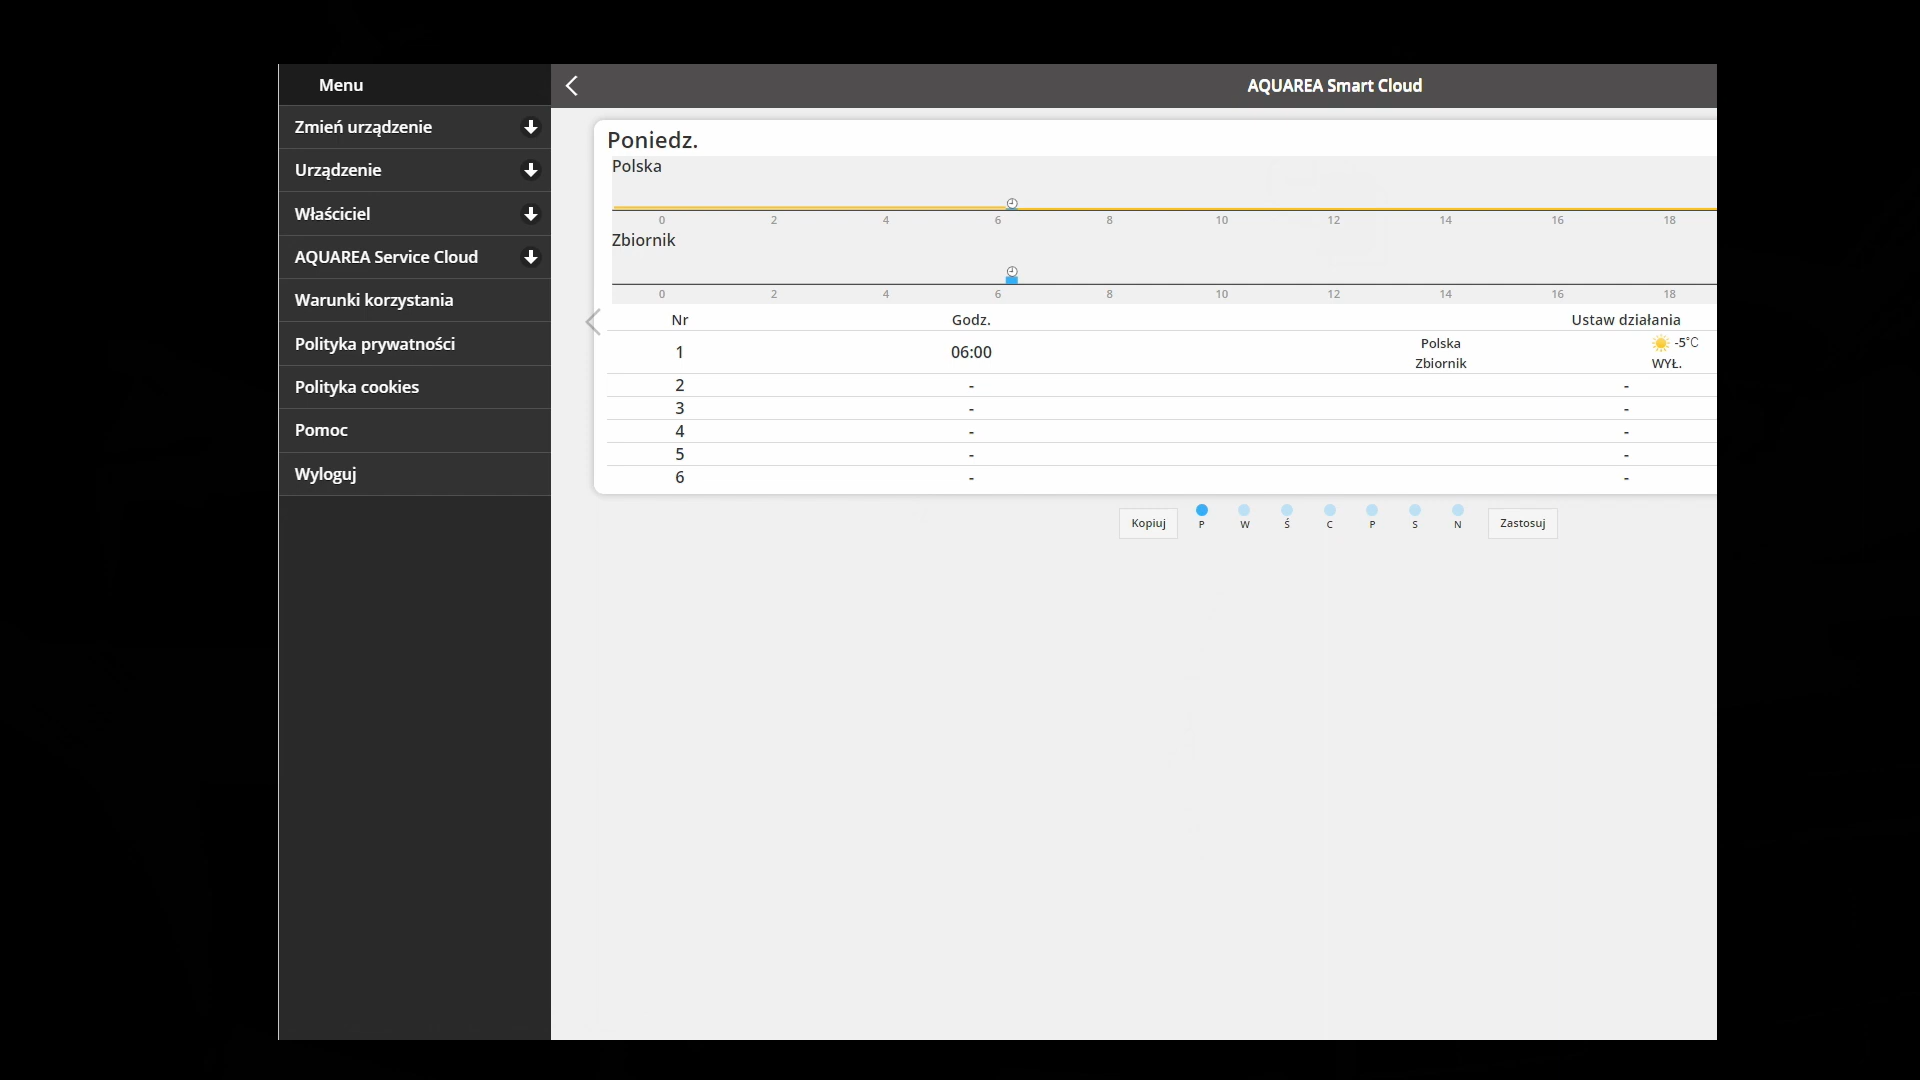 Menu
AQUAREA Smart Cloud
Zmień urządzenie
Urządzenie
Właściciel
AQUAREA Service Cloud
Warunki korzystania
Polityka prywatności
Polityka cookies
Pomoc
Wyloguj
Poniedz.
Polska
0 2 4 6 8 10 12 14 16 18
Zbiornik
0 2 4 6 8 10 12 14 16 18
Nr Godz. Ustaw działania
1 06:00 Polska -5°C
Zbiornik WYŁ.
2 - -
3 - -
4 - -
5 - -
6 - -
Kopiuj P W Ś C P S N Zastosuj